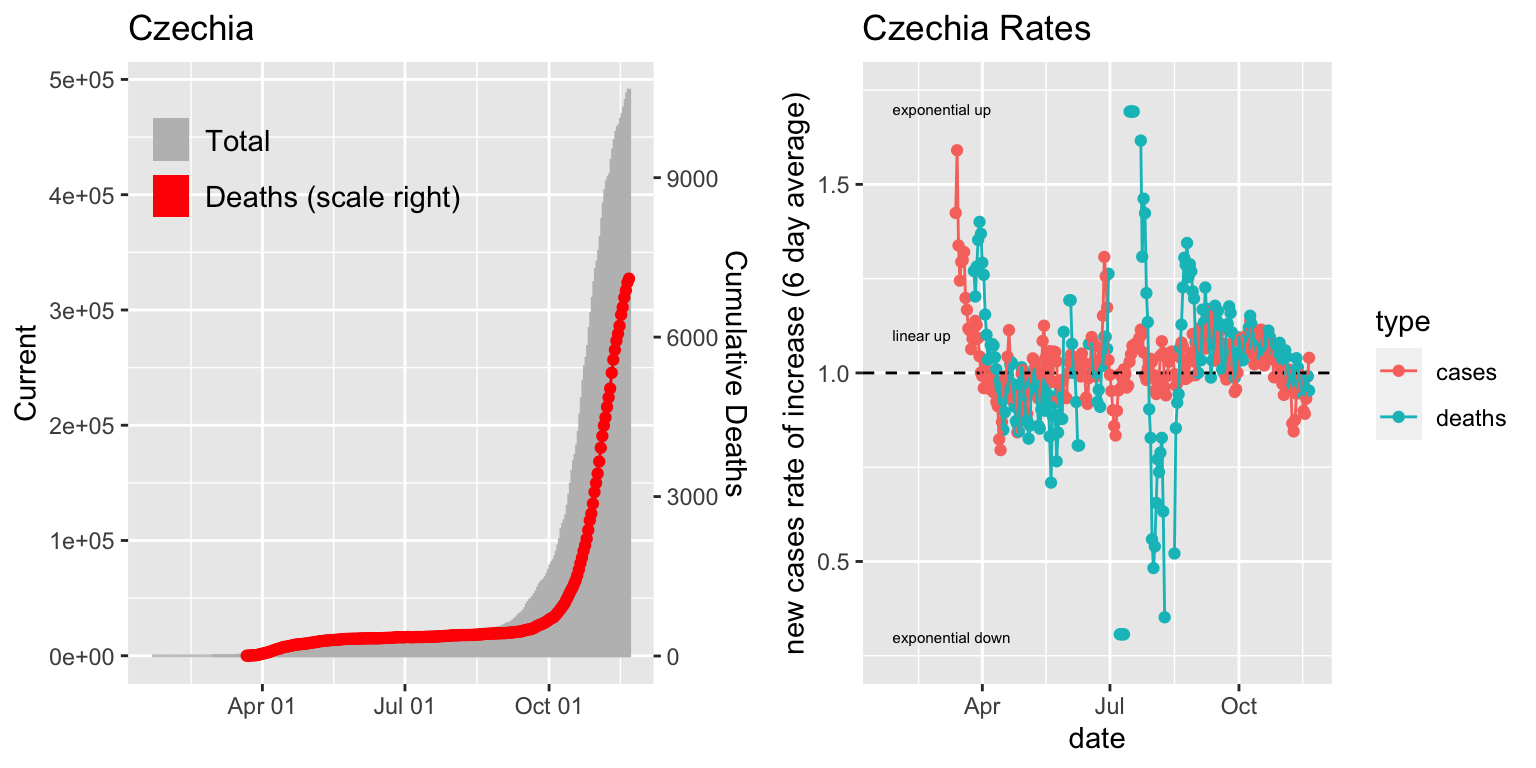 Czechia
5e+05
4e+05
3e+05
2e+05
1e+05
0e+00
Current
Total
Deaths (scale right)
9000
6000
3000
0
Cumulative Deaths
Apr 01
Jul 01
Oct 01
Czechia Rates
new cases rate of increase (6 day average)
1.5
1.0
0.5
exponential up
linear up
exponential down
Apr
Jul
Oct
date
type
cases
deaths